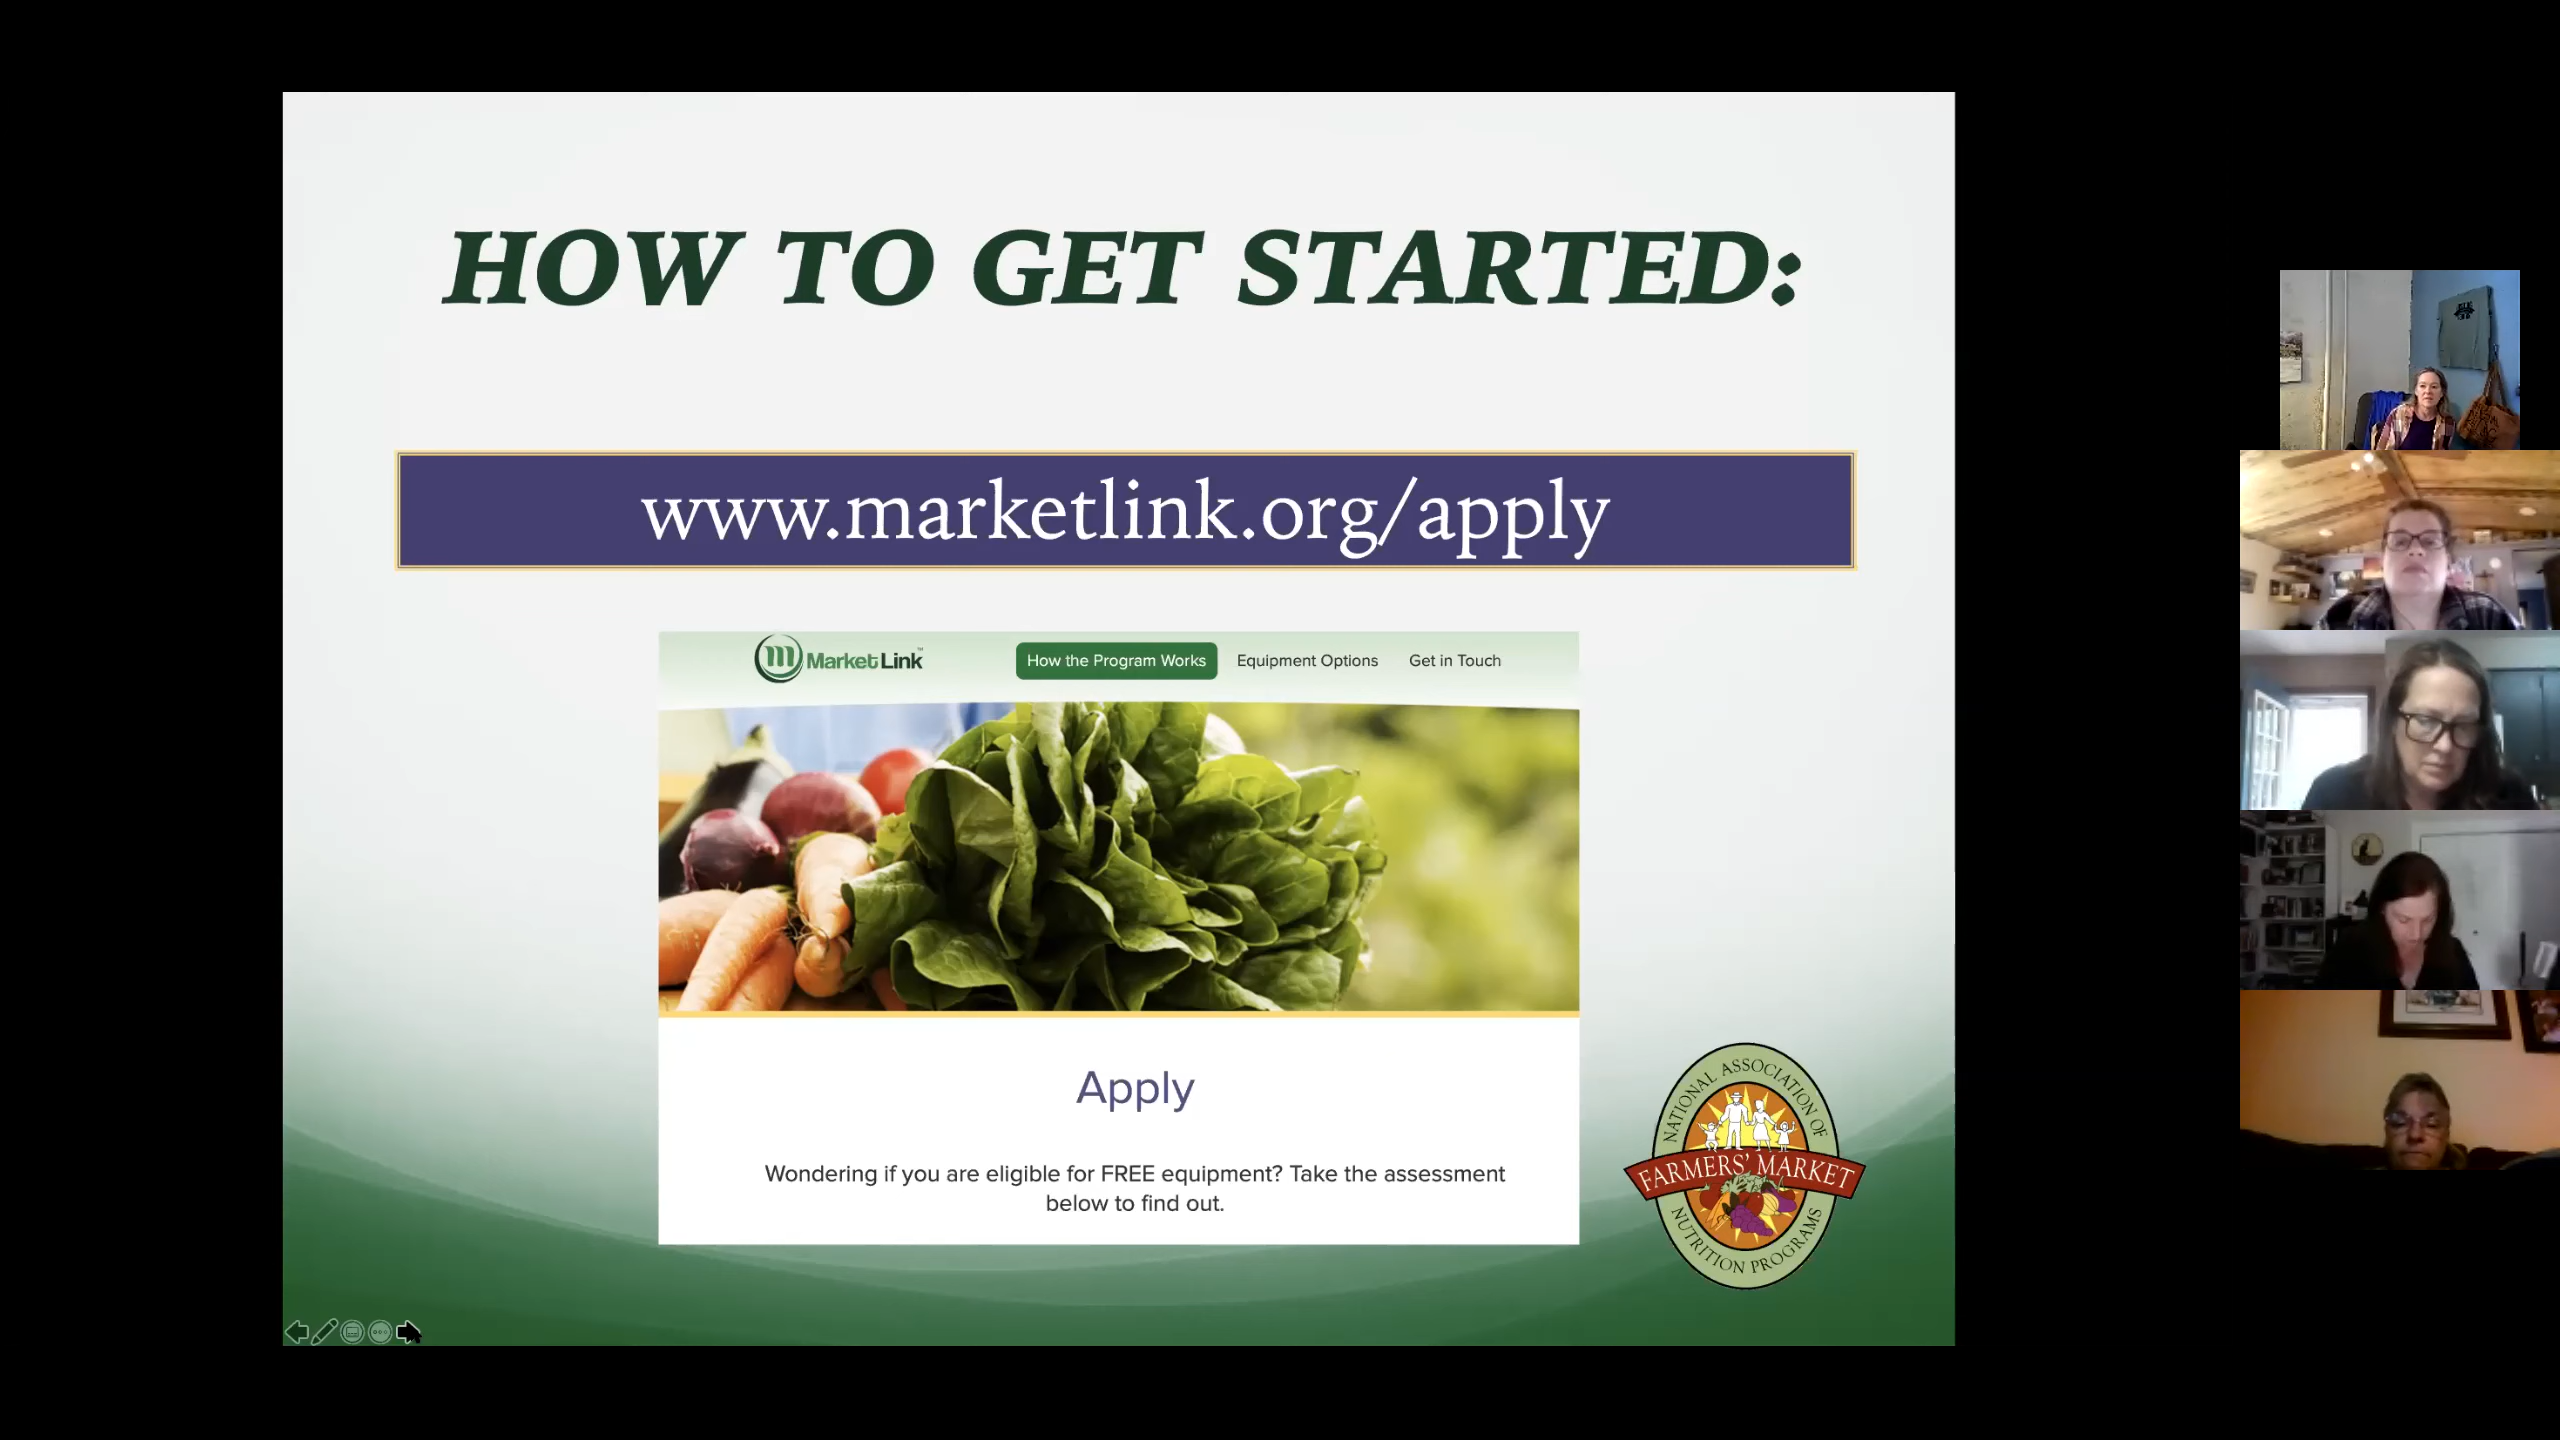 HOW TO GET STARTED:
www.marketlink.org/apply
Market Link
How the Program Works
Equipment Options
Get in Touch
Apply
Wondering if you are eligible for FREE equipment? Take the assessment
below to find out.
NATIONAL ASSOCIATION OF
FARMERS' MARKET
NUTRITION PROGRAMS